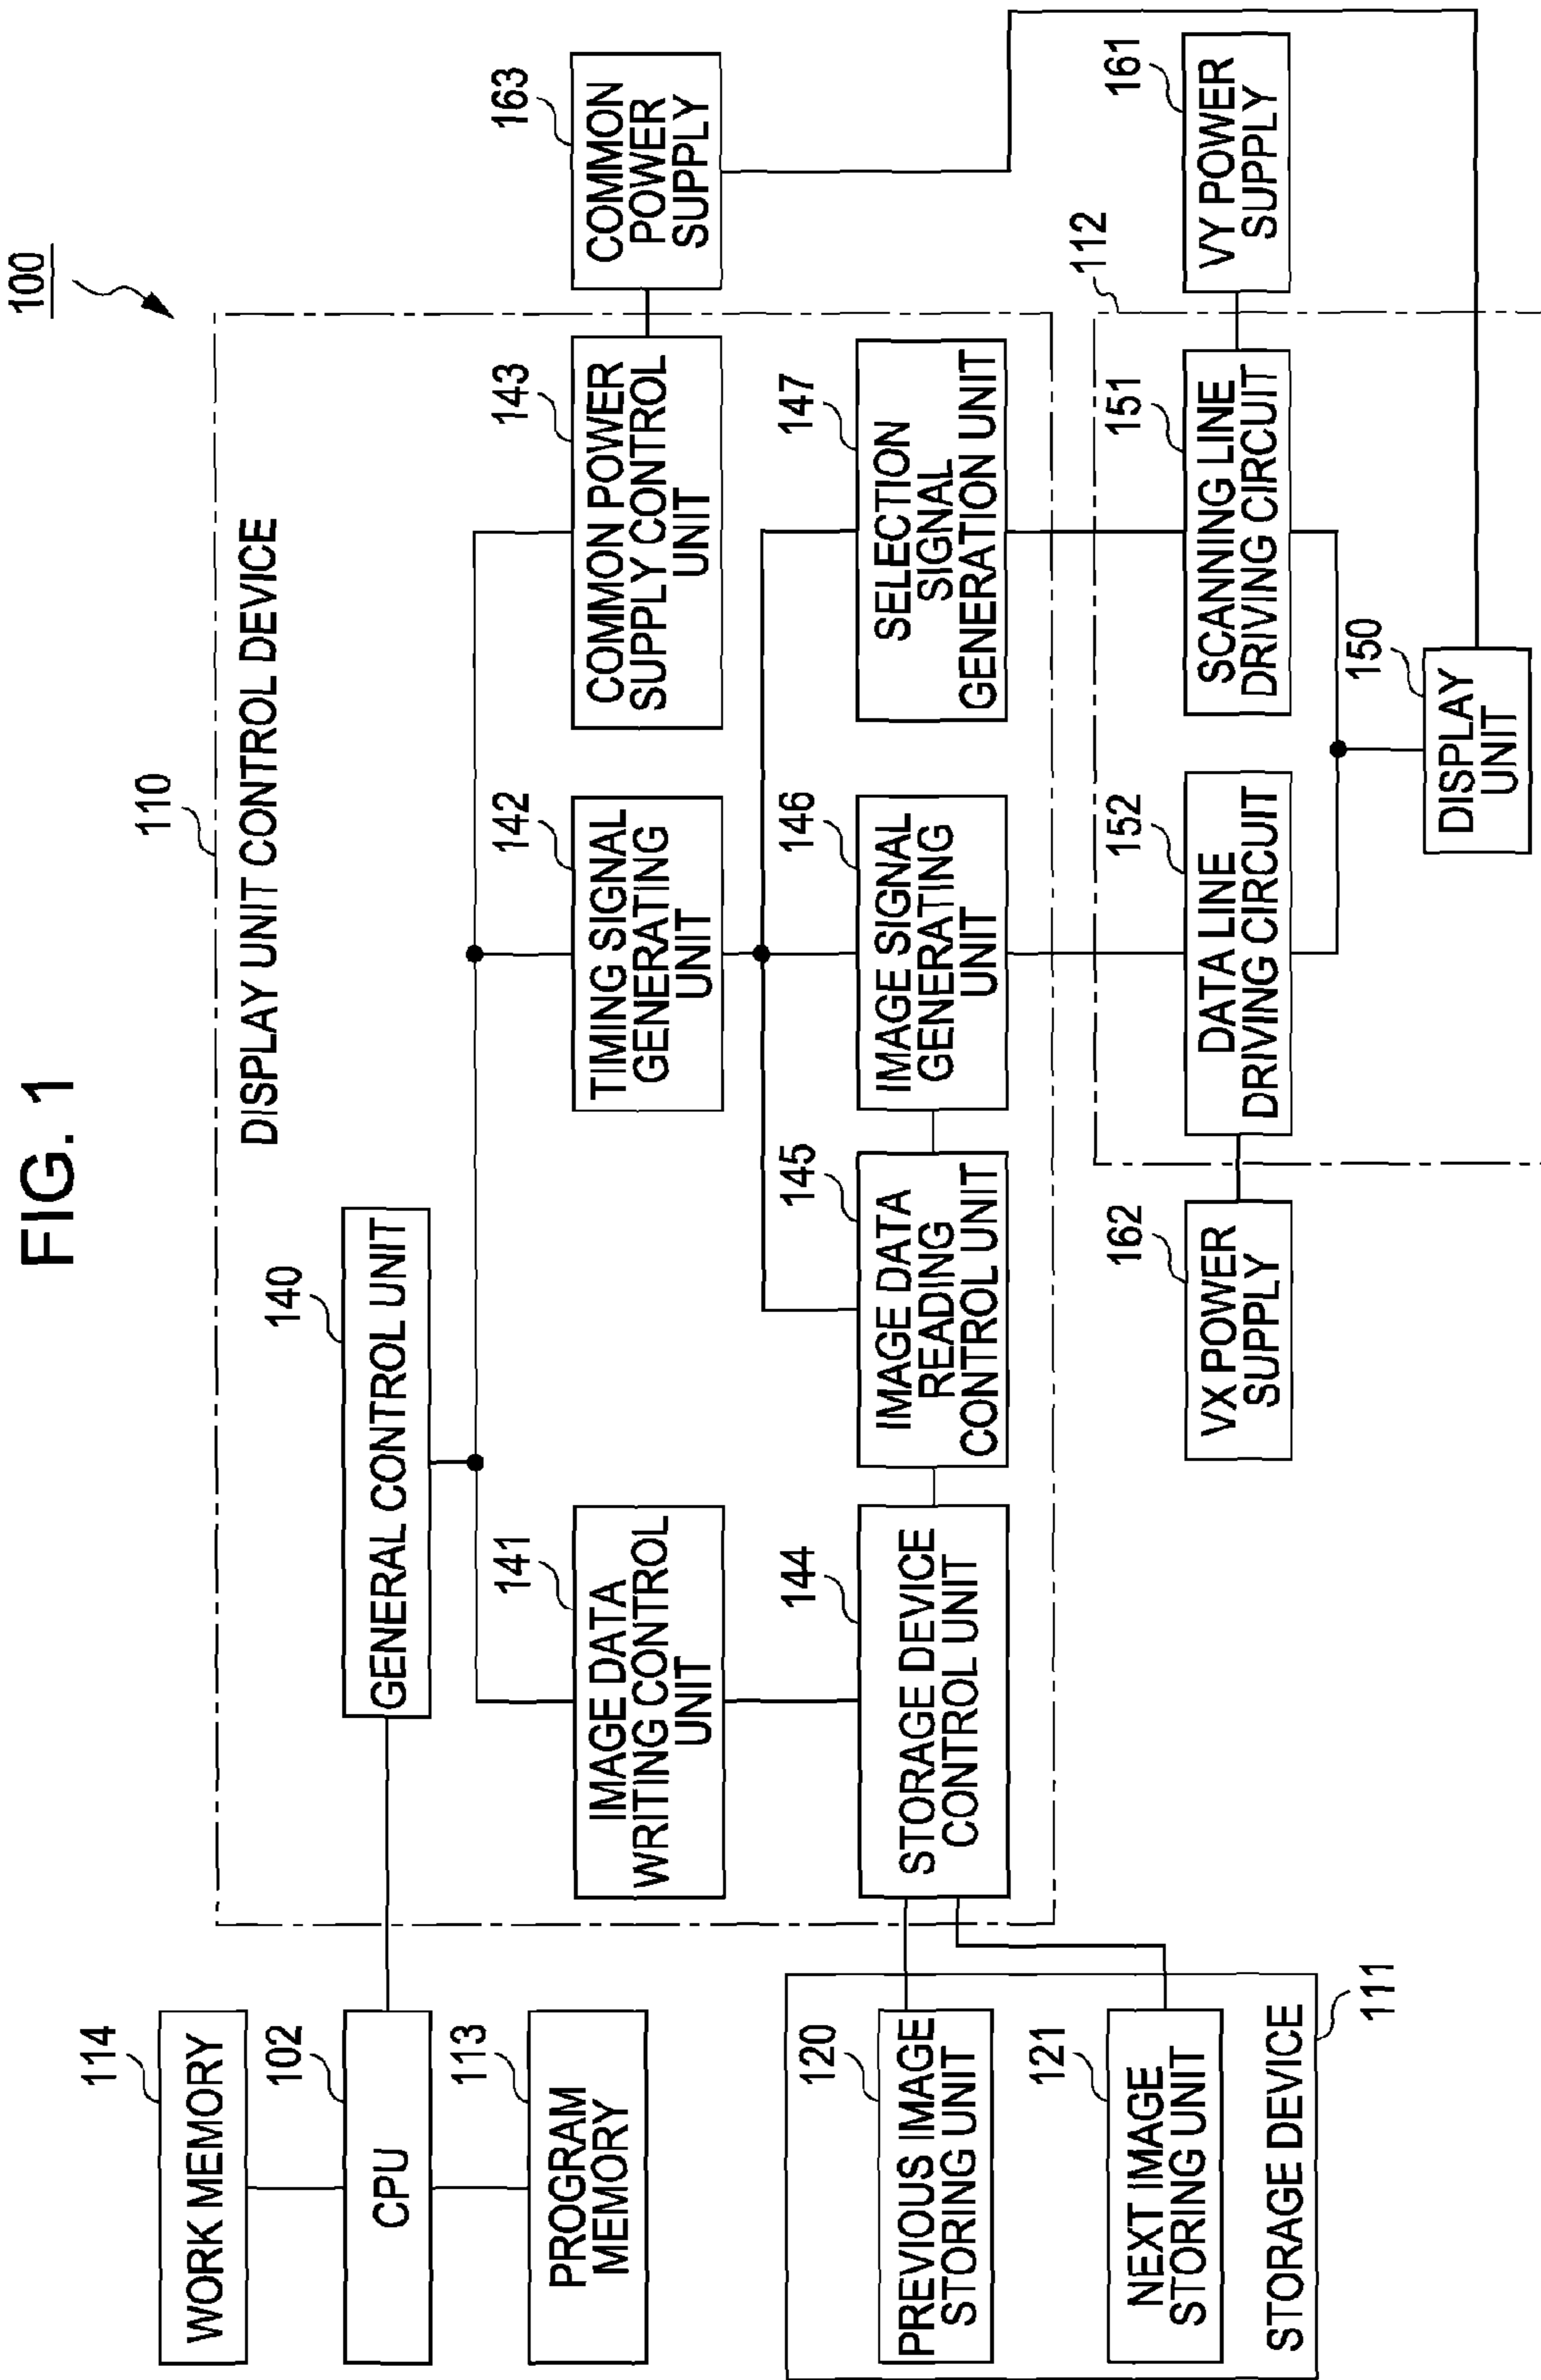 FIG. 1
100
110
DISPLAY UNIT CONTROL DEVICE
114
WORK MEMORY
102
CPU
113
PROGRAM
MEMORY
140
GENERAL CONTROL UNIT
141
IMAGE DATA
WRITING CONTROL
UNIT
142
TIMING SIGNAL
GENERATING
UNIT
143
COMMON POWER
SUPPLY CONTROL
UNIT
163
COMMON
POWER
SUPPLY
144
STORAGE DEVICE
CONTROL UNIT
145
IMAGE DATA
READING
CONTROL UNIT
146
IMAGE SIGNAL
GENERATING
UNIT
147
SELECTION
SIGNAL
GENERATION UNIT
120
PREVIOUS IMAGE
STORING UNIT
121
NEXT IMAGE
STORING UNIT
STORAGE DEVICE
111
162
VX POWER
SUPPLY
152
DATA LINE
DRIVING CIRCUIT
151
SCANNING LINE
DRIVING CIRCUIT
112
161
VY POWER
SUPPLY
150
DISPLAY
UNIT